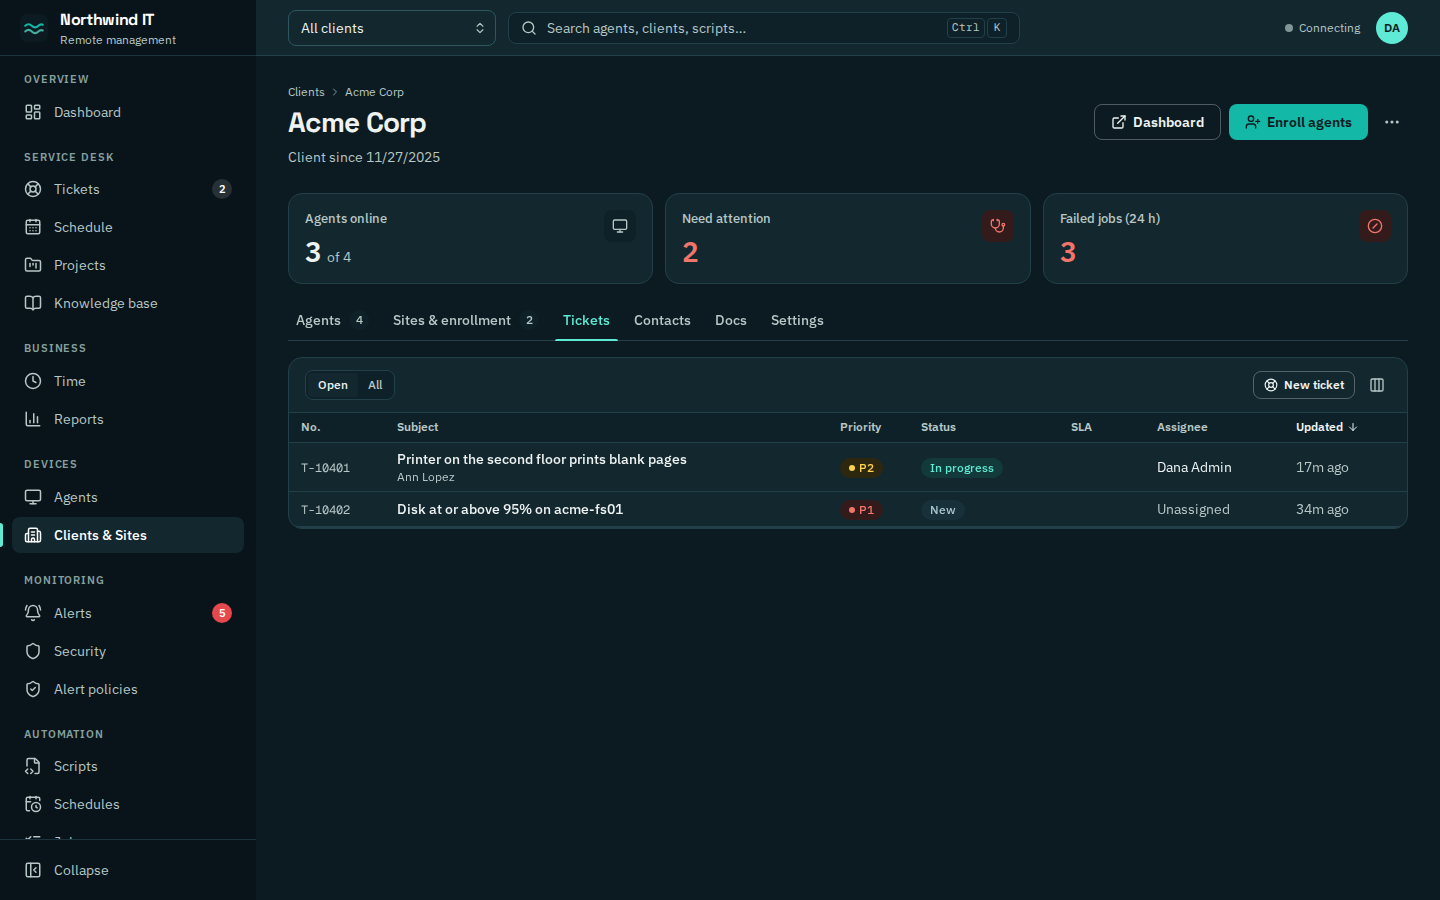 Northwind IT
Remote management
All clients
Search agents, clients, scripts...
Ctrl K
Connecting
DA
OVERVIEW
Dashboard
SERVICE DESK
Tickets 2
Schedule
Projects
Knowledge base
BUSINESS
Time
Reports
DEVICES
Agents
Clients & Sites
MONITORING
Alerts 5
Security
Alert policies
AUTOMATION
Scripts
Schedules
Collapse
Clients > Acme Corp
Acme Corp
Client since 11/27/2025
Dashboard
Enroll agents
Agents online
3 of 4
Need attention
2
Failed jobs (24 h)
3
Agents 4
Sites & enrollment 2
Tickets
Contacts
Docs
Settings
Open All
New ticket
No. Subject Priority Status SLA Assignee Updated
T-10401 Printer on the second floor prints blank pages P2 In progress Dana Admin 17m ago
Ann Lopez
T-10402 Disk at or above 95% on acme-fs01 P1 New Unassigned 34m ago